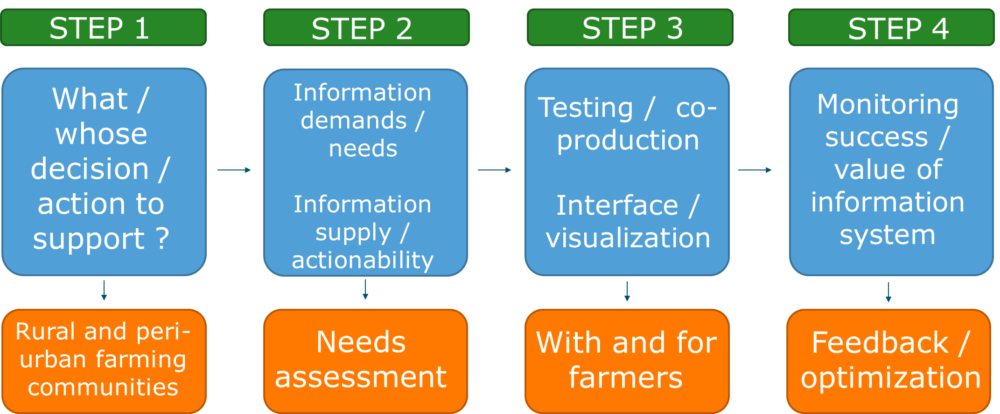 STEP 1
What /
whose
decision /
action to
support ?
Rural and peri-
urban farming
communities
STEP 2
Information
demands /
needs
Information
supply /
actionability
Needs
assessment
STEP 3
Testing / co-
production
Interface /
visualization
With and for
farmers
STEP 4
Monitoring
success /
value of
information
system
Feedback /
optimization